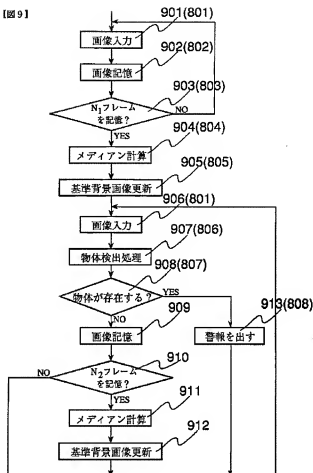 【図9】
901(801)
画像入力
902(802)
画像記憶
903(803)
N₁フレーム
を記憶？
NO
YES
904(804)
メディアン計算
905(805)
基準背景画像更新
906(801)
画像入力
907(806)
物体検出処理
908(807)
物体が存在する？
YES
NO
909
913(808)
画像記憶
警報を出す
910
NO
N₂フレーム
を記憶？
YES
911
メディアン計算
912
基準背景画像更新